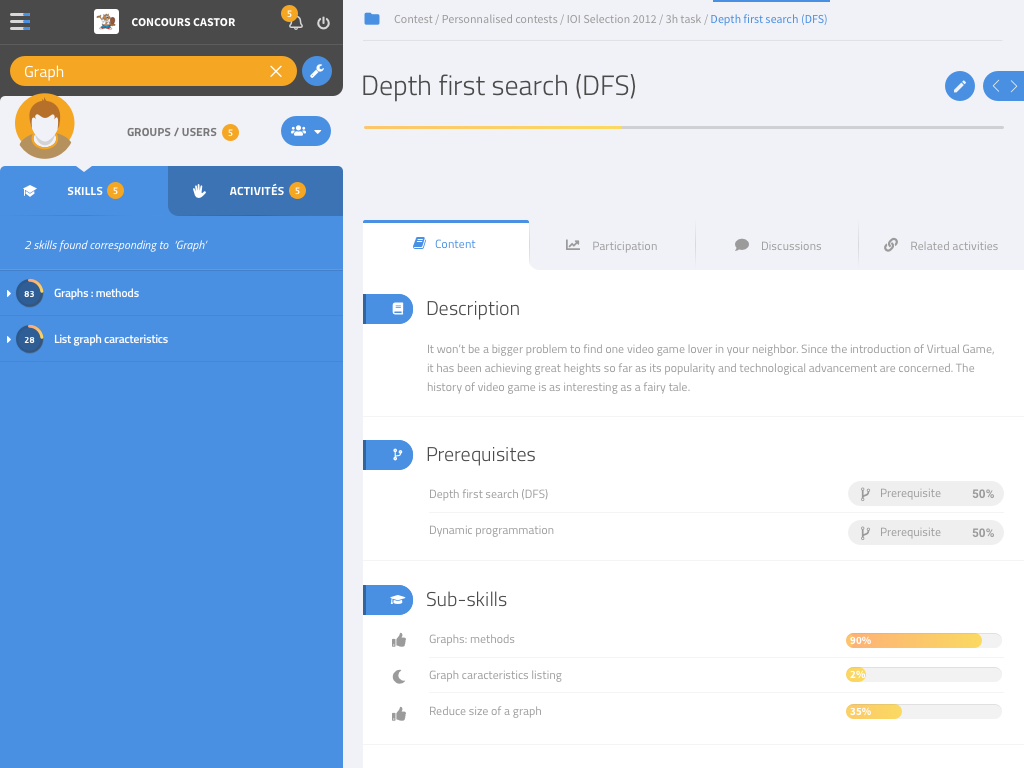 CONCOURS CASTOR
5
Graph
GROUPS / USERS 5
SKILLS 5
ACTIVITÉS 5
2 skills found corresponding to 'Graph'
83 Graphs : methods
28 List graph caracteristics
Contest / Personnalised contests / IOI Selection 2012 / 3h task / Depth first search (DFS)
Depth first search (DFS)
Content
Participation
Discussions
Related activities
Description
It won't be a bigger problem to find one video game lover in your neighbor. Since the introduction of Virtual Game,
it has been achieving great heights so far as its popularity and technological advancement are concerned. The
history of video game is as interesting as a fairy tale.
Prerequisites
Depth first search (DFS) Prerequisite 50%
Dynamic programmation Prerequisite 50%
Sub-skills
Graphs: methods 90%
Graph caracteristics listing 2%
Reduce size of a graph 35%